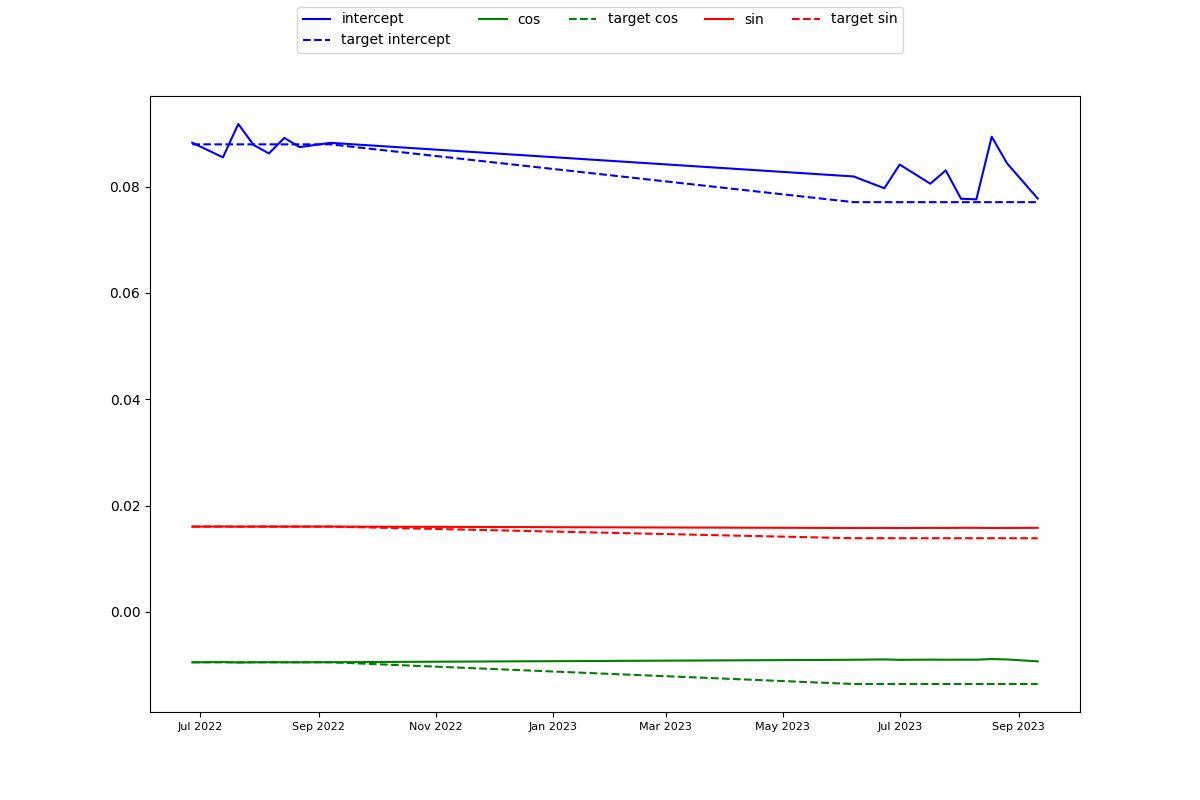 intercept cos target cos sin target sin
target intercept
0.08
0.06
0.04
0.02
0.00
Jul 2022 Sep 2022 Nov 2022 Jan 2023 Mar 2023 May 2023 Jul 2023 Sep 2023